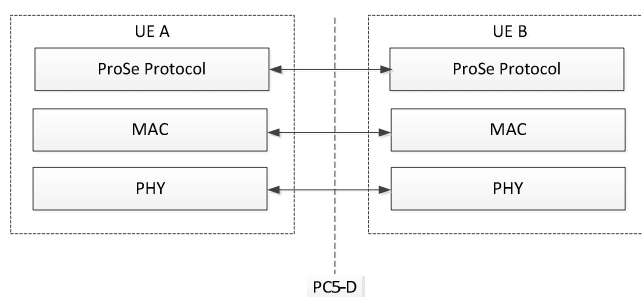 UE A
UE B
ProSe Protocol
ProSe Protocol
MAC
MAC
PHY
PHY
PC5-D